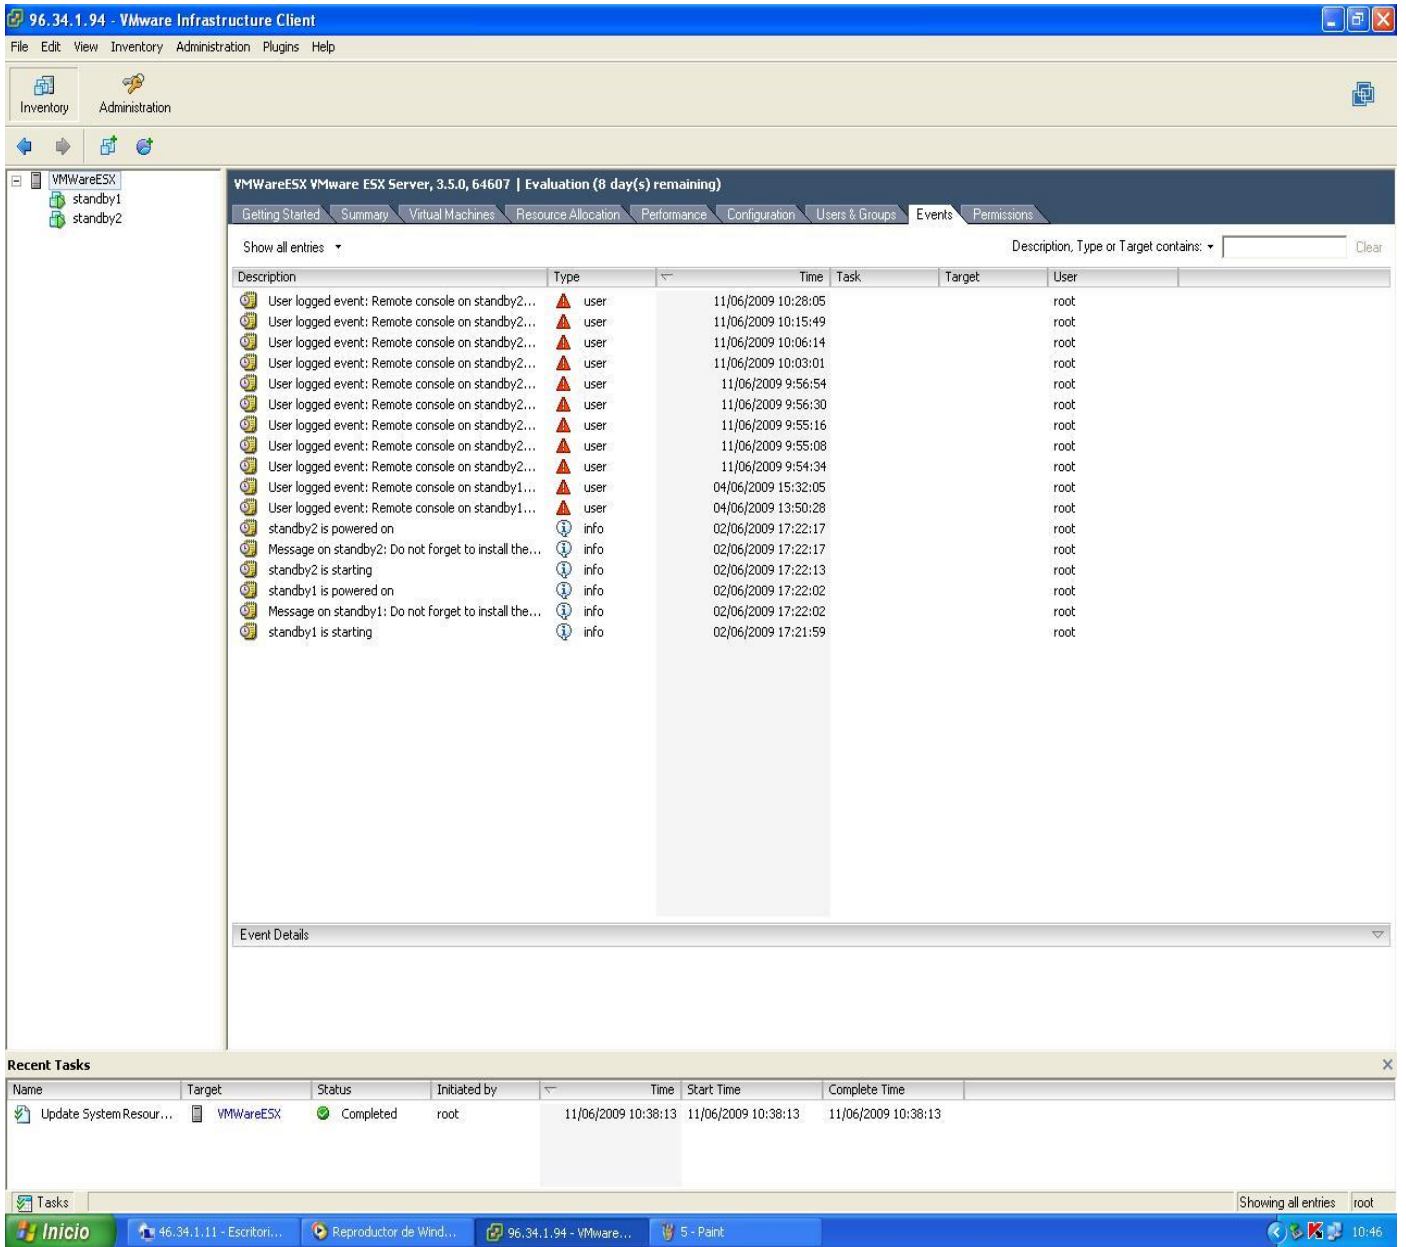 96.34.1.94 - VMware Infrastructure Client
File Edit View Inventory Administration Plugins Help
Inventory Administration
VMWareESX
standby1
standby2
VMWareESX VMware ESX Server, 3.5.0, 64607 | Evaluation (8 day(s) remaining)
Getting Started Summary Virtual Machines Resource Allocation Performance Configuration Users & Groups Events Permissions
Show all entries Description, Type or Target contains: Clear
Description Type Time Task Target User
User logged event: Remote console on standby2... user 11/06/2009 10:28:05 root
User logged event: Remote console on standby2... user 11/06/2009 10:15:49 root
User logged event: Remote console on standby2... user 11/06/2009 10:06:14 root
User logged event: Remote console on standby2... user 11/06/2009 10:03:01 root
User logged event: Remote console on standby2... user 11/06/2009 9:56:54 root
User logged event: Remote console on standby2... user 11/06/2009 9:56:30 root
User logged event: Remote console on standby2... user 11/06/2009 9:55:16 root
User logged event: Remote console on standby2... user 11/06/2009 9:55:08 root
User logged event: Remote console on standby2... user 11/06/2009 9:54:34 root
User logged event: Remote console on standby1... user 04/06/2009 15:32:05 root
User logged event: Remote console on standby1... user 04/06/2009 13:50:28 root
standby2 is powered on info 02/06/2009 17:22:17 root
Message on standby2: Do not forget to install the... info 02/06/2009 17:22:17 root
standby2 is starting info 02/06/2009 17:22:13 root
standby1 is powered on info 02/06/2009 17:22:02 root
Message on standby1: Do not forget to install the... info 02/06/2009 17:22:02 root
standby1 is starting info 02/06/2009 17:21:59 root
Event Details
Recent Tasks
Name Target Status Initiated by Time Start Time Complete Time
Update System Resour... VMWareESX Completed root 11/06/2009 10:38:13 11/06/2009 10:38:13 11/06/2009 10:38:13
Tasks Showing all entries root
Inicio 46.34.1.11 - Escritori... Reproductor de Wind... 96.34.1.94 - VMware... 5 - Paint 10:46